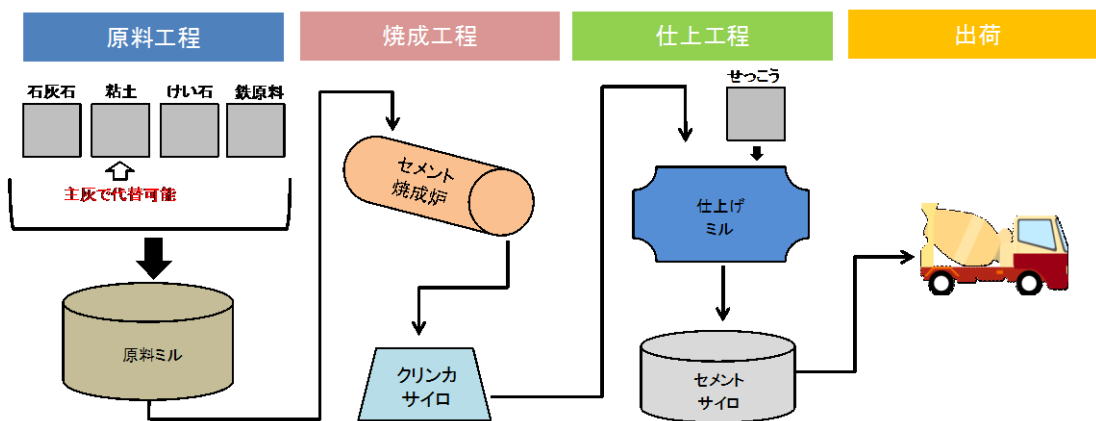 原料工程
焼成工程
仕上工程
出荷
石灰石
粘土
けい石
鉄原料
主灰で代替可能
原料ミル
セメント
焼成炉
クリンカ
サイロ
せっこう
仕上げ
ミル
セメント
サイロ